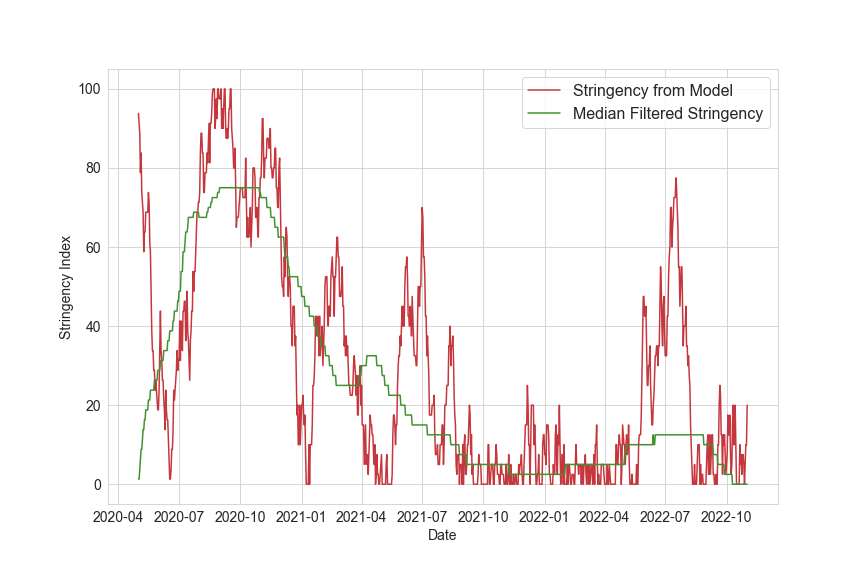 Stringency from Model
Median Filtered Stringency
100
80
60
40
20
0
Stringency Index
2020-04 2020-07 2020-10 2021-01 2021-04 2021-07 2021-10 2022-01 2022-04 2022-07 2022-10
Date